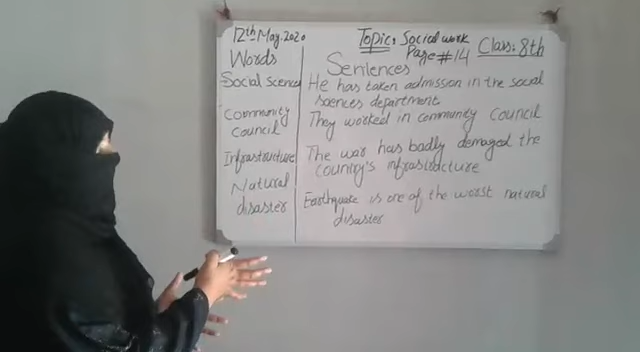 12th May.2020 Topic: Social work Class: 8th
Page #14
Words Sentences
Social science He has taken admission in the social
sciences department
Community They worked in community council
council
Infrastructure The war has badly damaged the
country's infrastructure
Natural Earthquake is one of the worst natural
disaster disaster